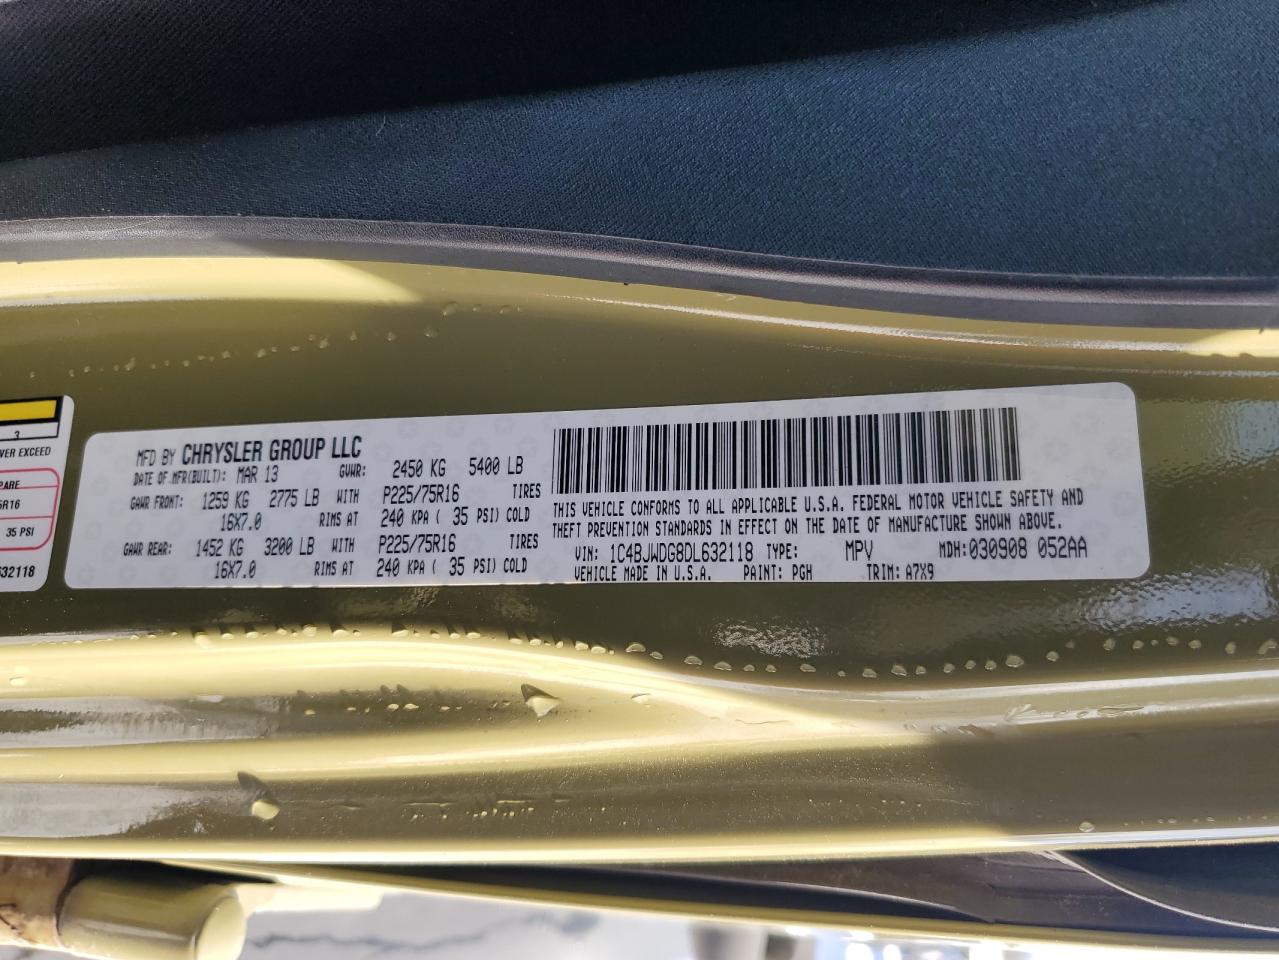 3
VER EXCEED
PARE
5R16
35 PSI
632118
MFD BY CHRYSLER GROUP LLC
DATE OF MFR(BUILT): MAR 13 GVWR: 2450 KG 5400 LB
GAWR FRONT: 1259 KG 2775 LB WITH P225/75R16 TIRES
16X7.0 RIMS AT 240 KPA ( 35 PSI) COLD
GAWR REAR: 1452 KG 3200 LB WITH P225/75R16 TIRES
16X7.0 RIMS AT 240 KPA ( 35 PSI) COLD
THIS VEHICLE CONFORMS TO ALL APPLICABLE U.S.A. FEDERAL MOTOR VEHICLE SAFETY AND
THEFT PREVENTION STANDARDS IN EFFECT ON THE DATE OF MANUFACTURE SHOWN ABOVE.
VIN: 1C4BJWDG8DL632118 TYPE: MPV MDH:030908 052AA
VEHICLE MADE IN U.S.A. PAINT: PGH TRIM: A7X9